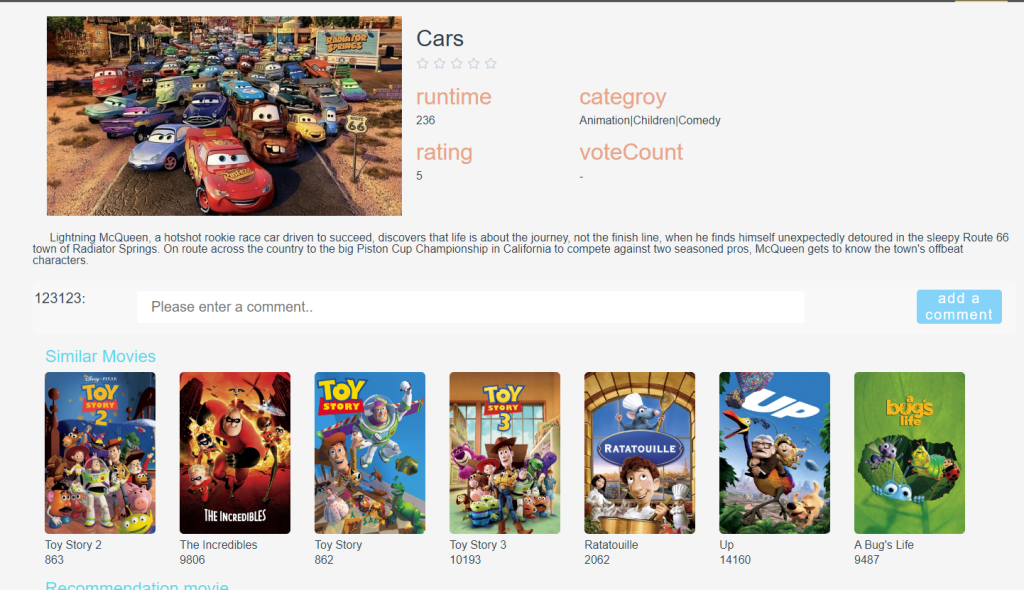 RADIATOR
SPRINGS
ROUTE
66
Cars
runtime
categroy
236
Animation|Children|Comedy
rating
voteCount
5
-
Lightning McQueen, a hotshot rookie race car driven to succeed, discovers that life is about the journey, not the finish line, when he finds himself unexpectedly detoured in the sleepy Route 66
town of Radiator Springs. On route across the country to the big Piston Cup Championship in California to compete against two seasoned pros, McQueen gets to know the town's offbeat
characters.
123123:
Please enter a comment..
add a
comment
Similar Movies
Disney · PIXAR
TOY
STORY
2
THE INCREDIBLES
TOY
STORY
TOY
STORY
3
RATATOUILLE
UP
a
bug's
life
Toy Story 2
863
The Incredibles
9806
Toy Story
862
Toy Story 3
10193
Ratatouille
2062
Up
14160
A Bug's Life
9487
Recommendation movie